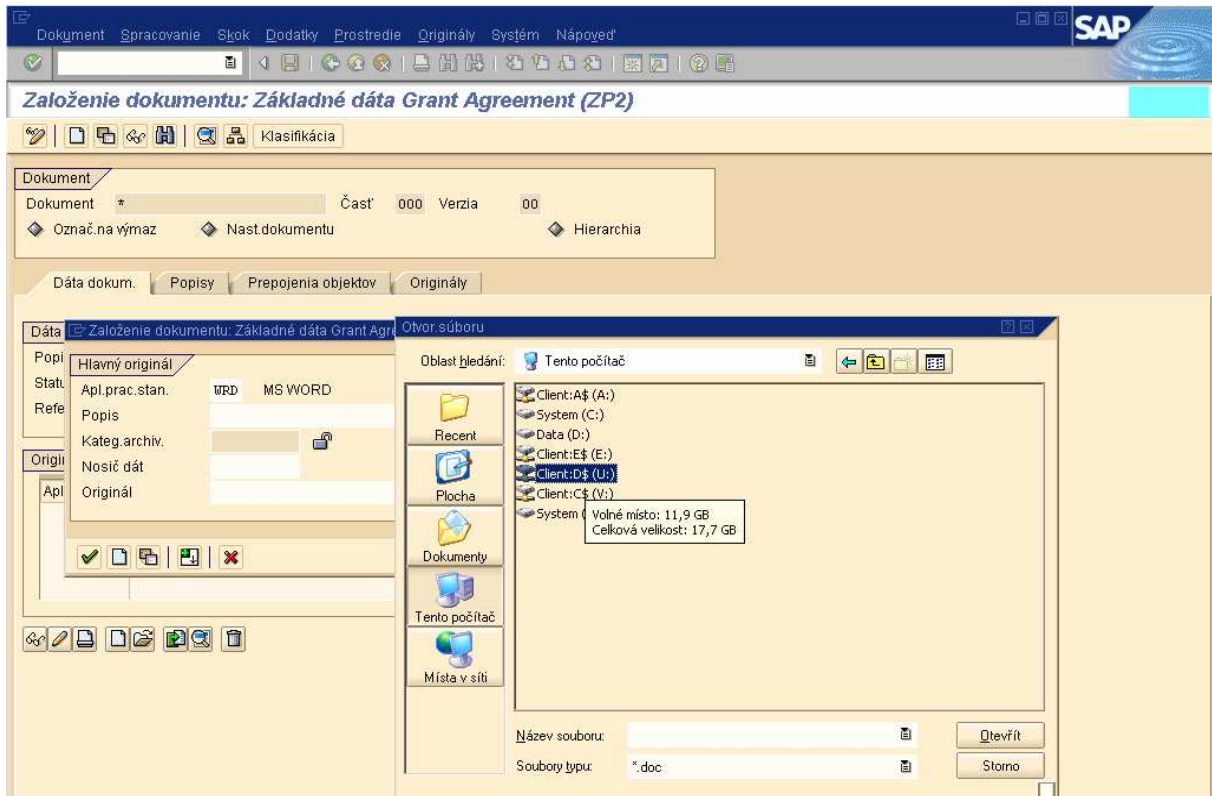 Dokument Spracovanie Skok Dodatky Prostredie Originály Systém Nápoveď
SAP
Založenie dokumentu: Základné dáta Grant Agreement (ZP2)
Klasifikácia
Dokument
Dokument * Časť 000 Verzia 00
Označ.na výmaz Nast.dokumentu Hierarchia
Dáta dokum. Popisy Prepojenia objektov Originály
Dáta
Popi
Statu
Refe
Origi
Apl
Založenie dokumentu: Základné dáta Grant Agre
Hlavný originál
Apl.prac.stan. WRD MS WORD
Popis
Kateg.archiv.
Nosič dát
Originál
Otvor.súboru
Oblast hledání: Tento počítač
Recent
Plocha
Dokumenty
Tento počítač
Místa v síti
Client:A$ (A:)
System (C:)
Data (D:)
Client:E$ (E:)
Client:D$ (U:)
Client:C$ (V:)
System (
Volné místo: 11,9 GB
Celková velikost: 17,7 GB
Název souboru:
Otevřít
Soubory typu: *.doc
Storno